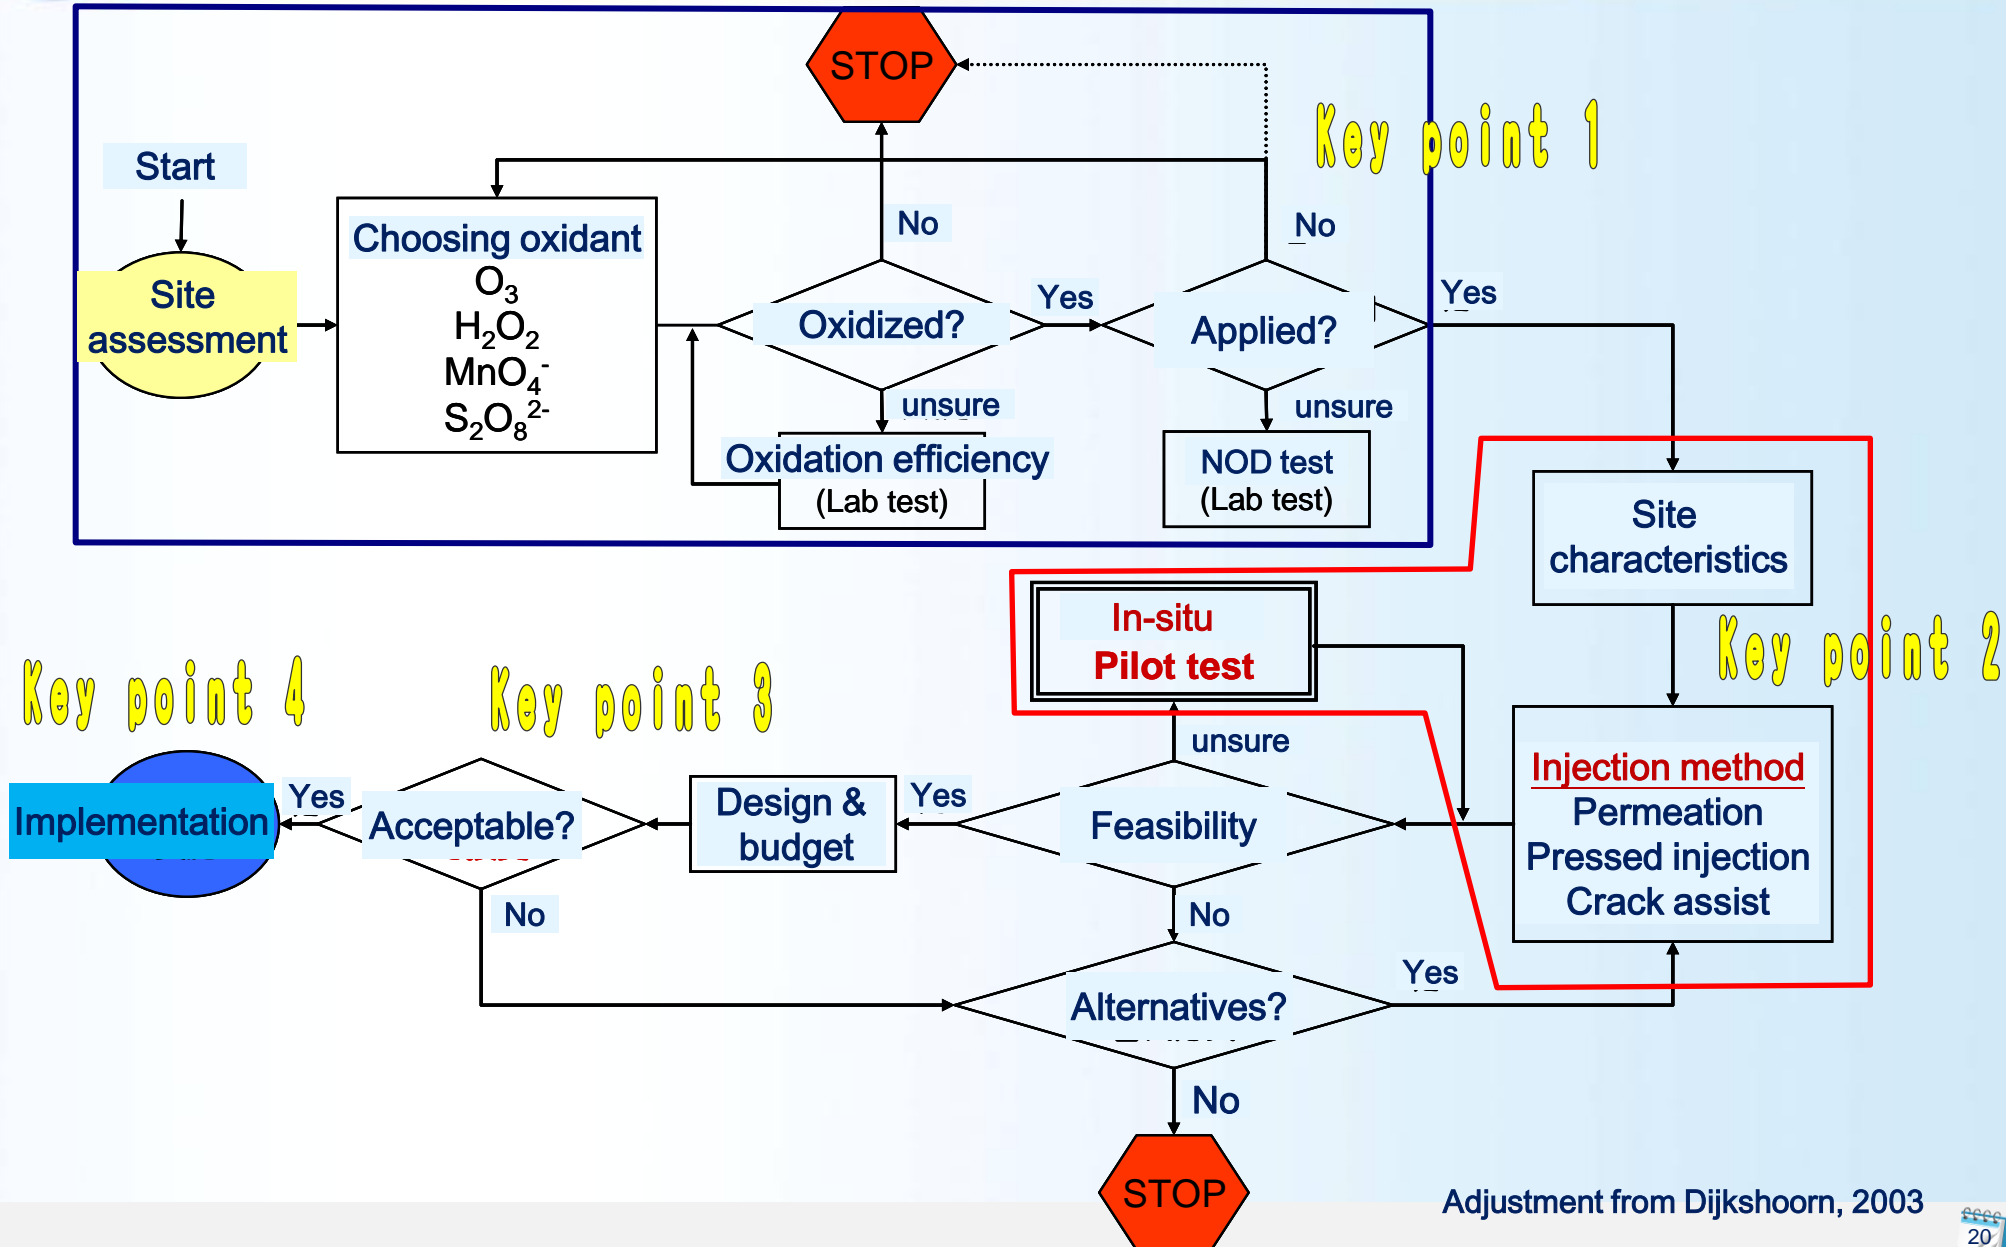 STOP
Key point 1
Start
Choosing oxidant
O₃
H₂O₂
MnO₄⁻
S₂O₈²⁻
Site
assessment
No
No
Oxidized?
Yes
Applied?
Yes
unsure
unsure
Oxidation efficiency
(Lab test)
NOD test
(Lab test)
Site
characteristics
Key point 2
In-situ
Pilot test
Key point 4
Key point 3
unsure
Injection method
Permeation
Pressed injection
Crack assist
Implementation
Yes
Acceptable?
Design &
budget
Yes
Feasibility
No
No
Alternatives?
Yes
No
STOP
Adjustment from Dijkshoorn, 2003
20